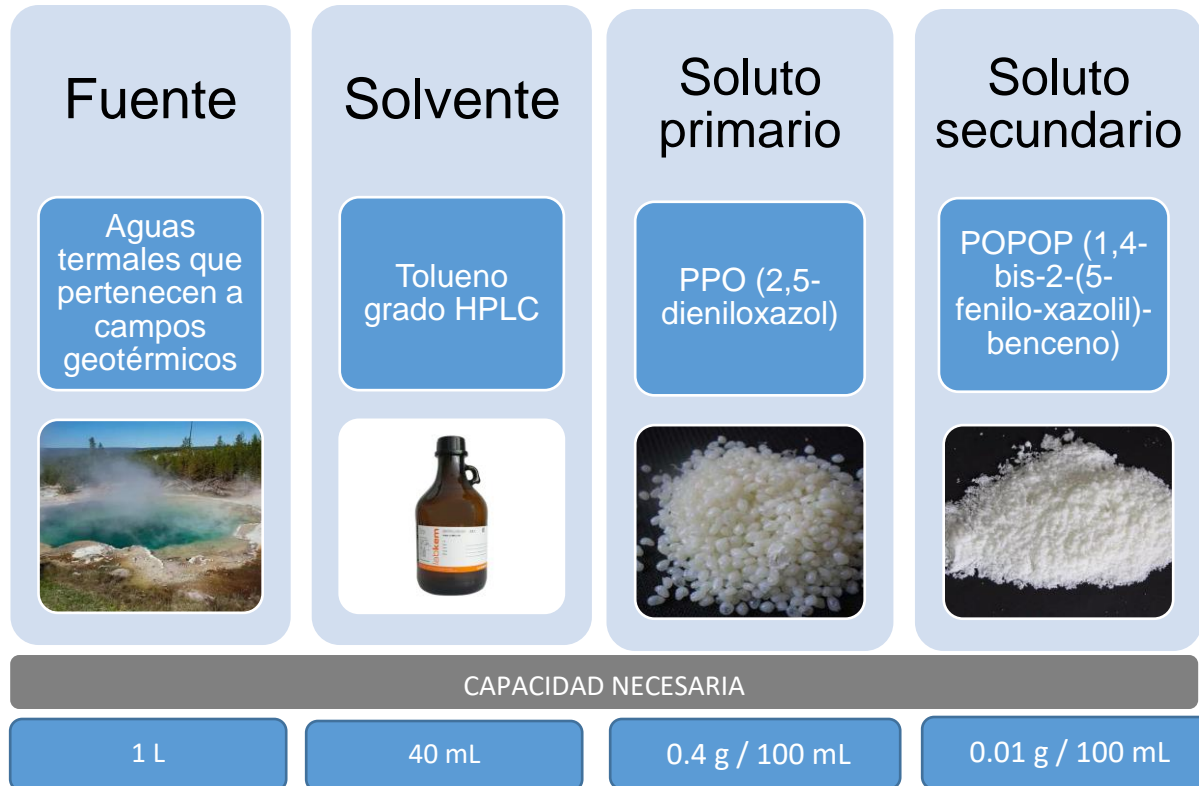 Fuente
Aguas
termales que
pertenecen a
campos
geotérmicos
Solvente
Tolueno
grado HPLC
Soluto
primario
PPO (2,5-
dieniloxazol)
Soluto
secundario
POPOP (1,4-
bis-2-(5-
fenilo-xazolil)-
benceno)
CAPACIDAD NECESARIA
1 L
40 mL
0.4 g / 100 mL
0.01 g / 100 mL